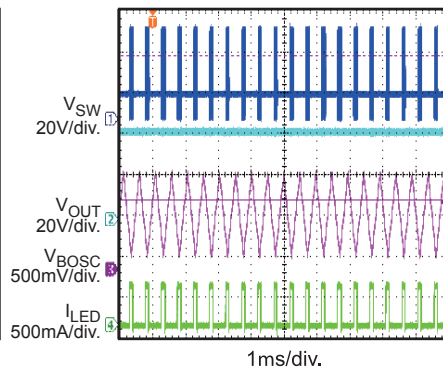 T
V_SW
20V/div.
1
V_OUT
20V/div.
2
V_BOSC
500mV/div.
3
I_LED
500mA/div.
4
1ms/div.